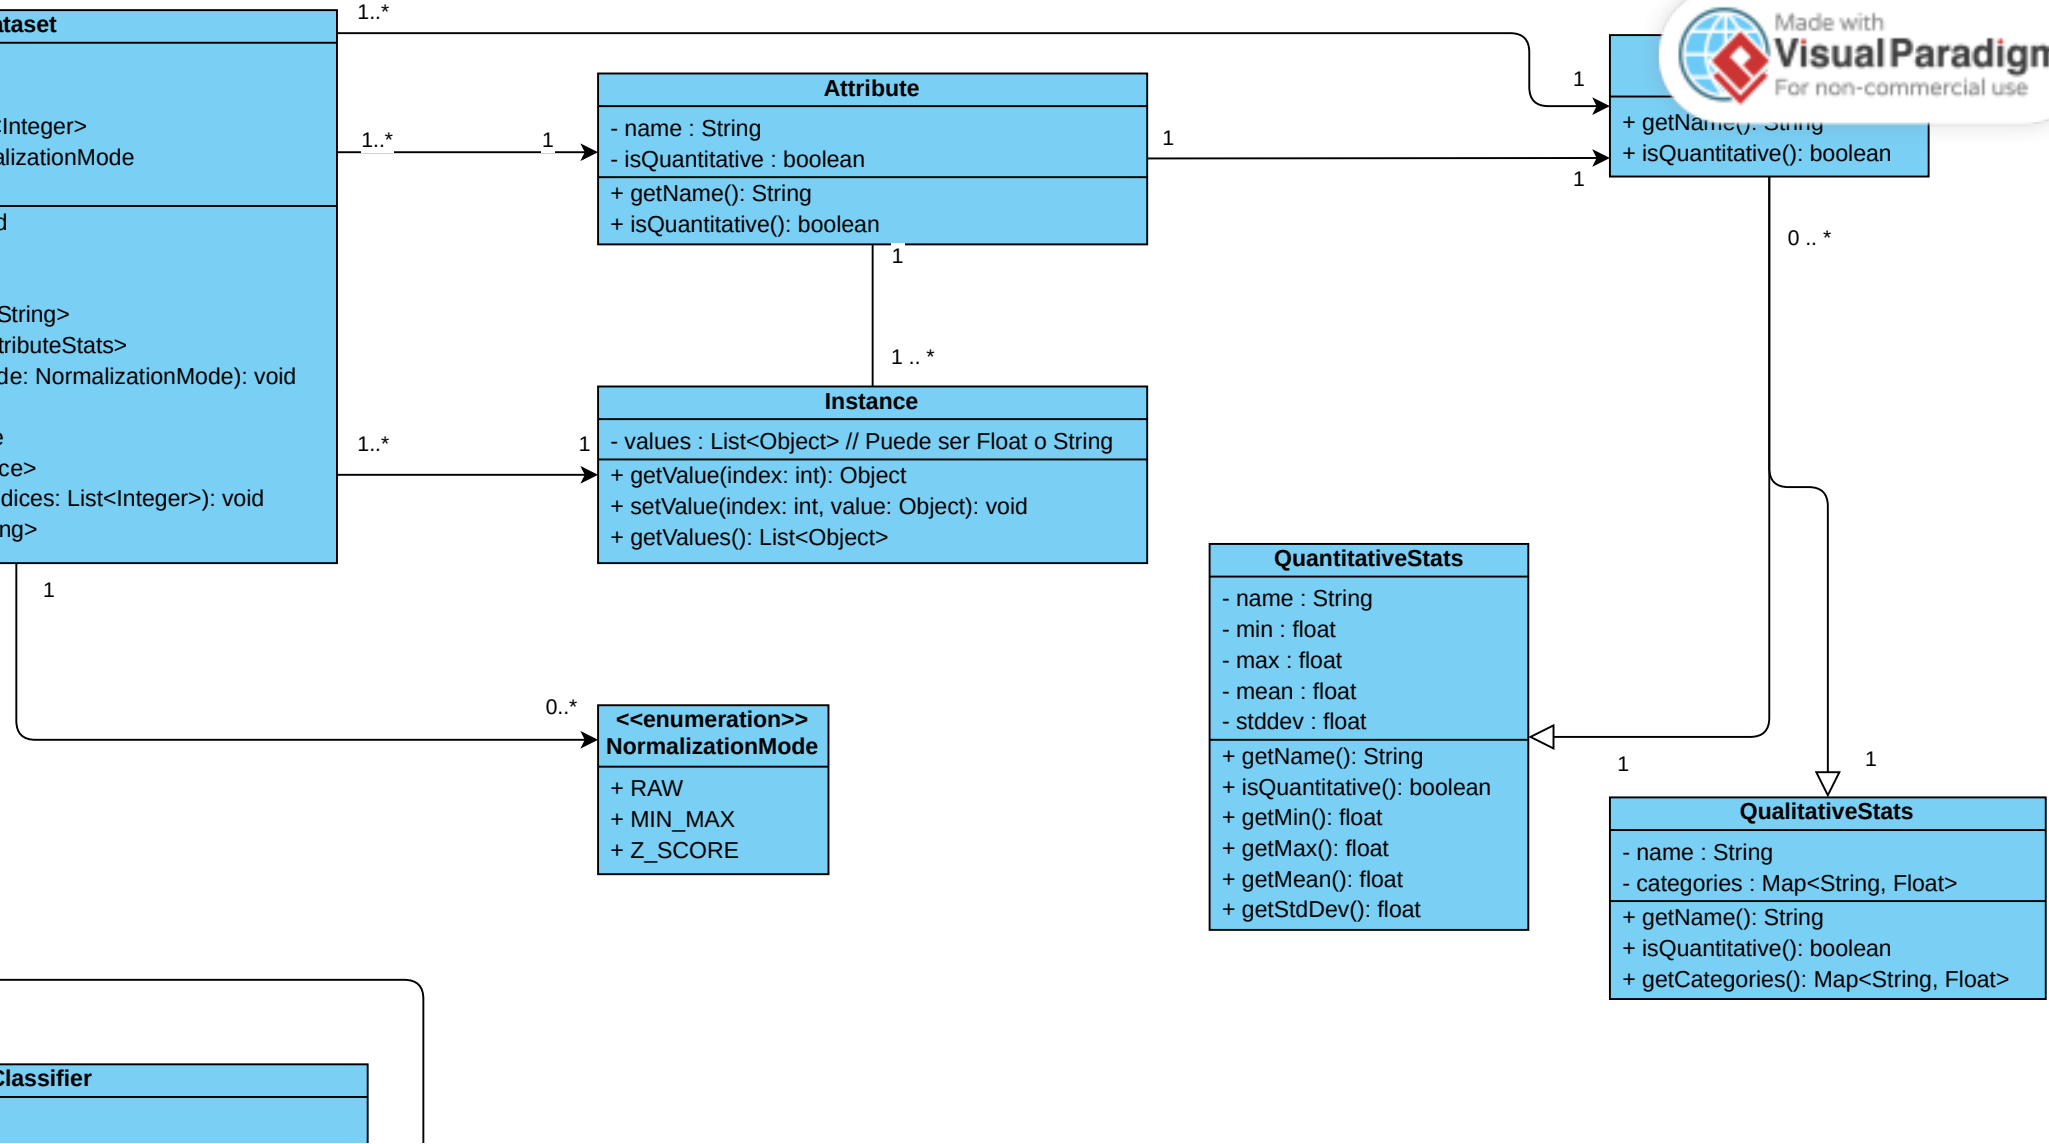 ataset
<Integer>
alizationMode
d
String>
tributeStats>
de: NormalizationMode): void
e
ce>
dices: List<Integer>): void
ng>
1..*
1..*
1
1..*
1
1
0..*
Attribute
- name : String
- isQuantitative : boolean
+ getName(): String
+ isQuantitative(): boolean
1
1 .. *
Instance
- values : List<Object> // Puede ser Float o String
+ getValue(index: int): Object
+ setValue(index: int, value: Object): void
+ getValues(): List<Object>
<<enumeration>>
NormalizationMode
+ RAW
+ MIN_MAX
+ Z_SCORE
1
1
1
Made with
VisualParadigm
For non-commercial use
+ getName(): String
+ isQuantitative(): boolean
0 .. *
1
1
QuantitativeStats
- name : String
- min : float
- max : float
- mean : float
- stddev : float
+ getName(): String
+ isQuantitative(): boolean
+ getMin(): float
+ getMax(): float
+ getMean(): float
+ getStdDev(): float
QualitativeStats
- name : String
- categories : Map<String, Float>
+ getName(): String
+ isQuantitative(): boolean
+ getCategories(): Map<String, Float>
Classifier